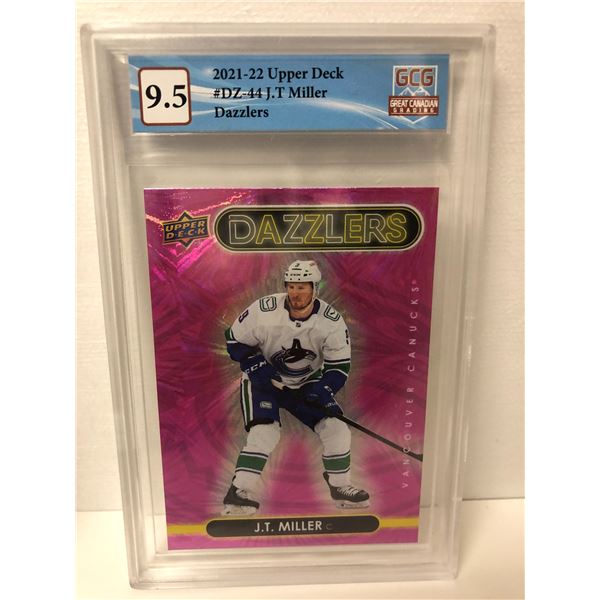 9.5
2021-22 Upper Deck
#DZ-44 J.T Miller
Dazzlers
GCG
GREAT CANADIAN
GRADING
UPPER
DECK
DAZZLERS
VANCOUVER CANUCKS
CCM
J.T. MILLER C